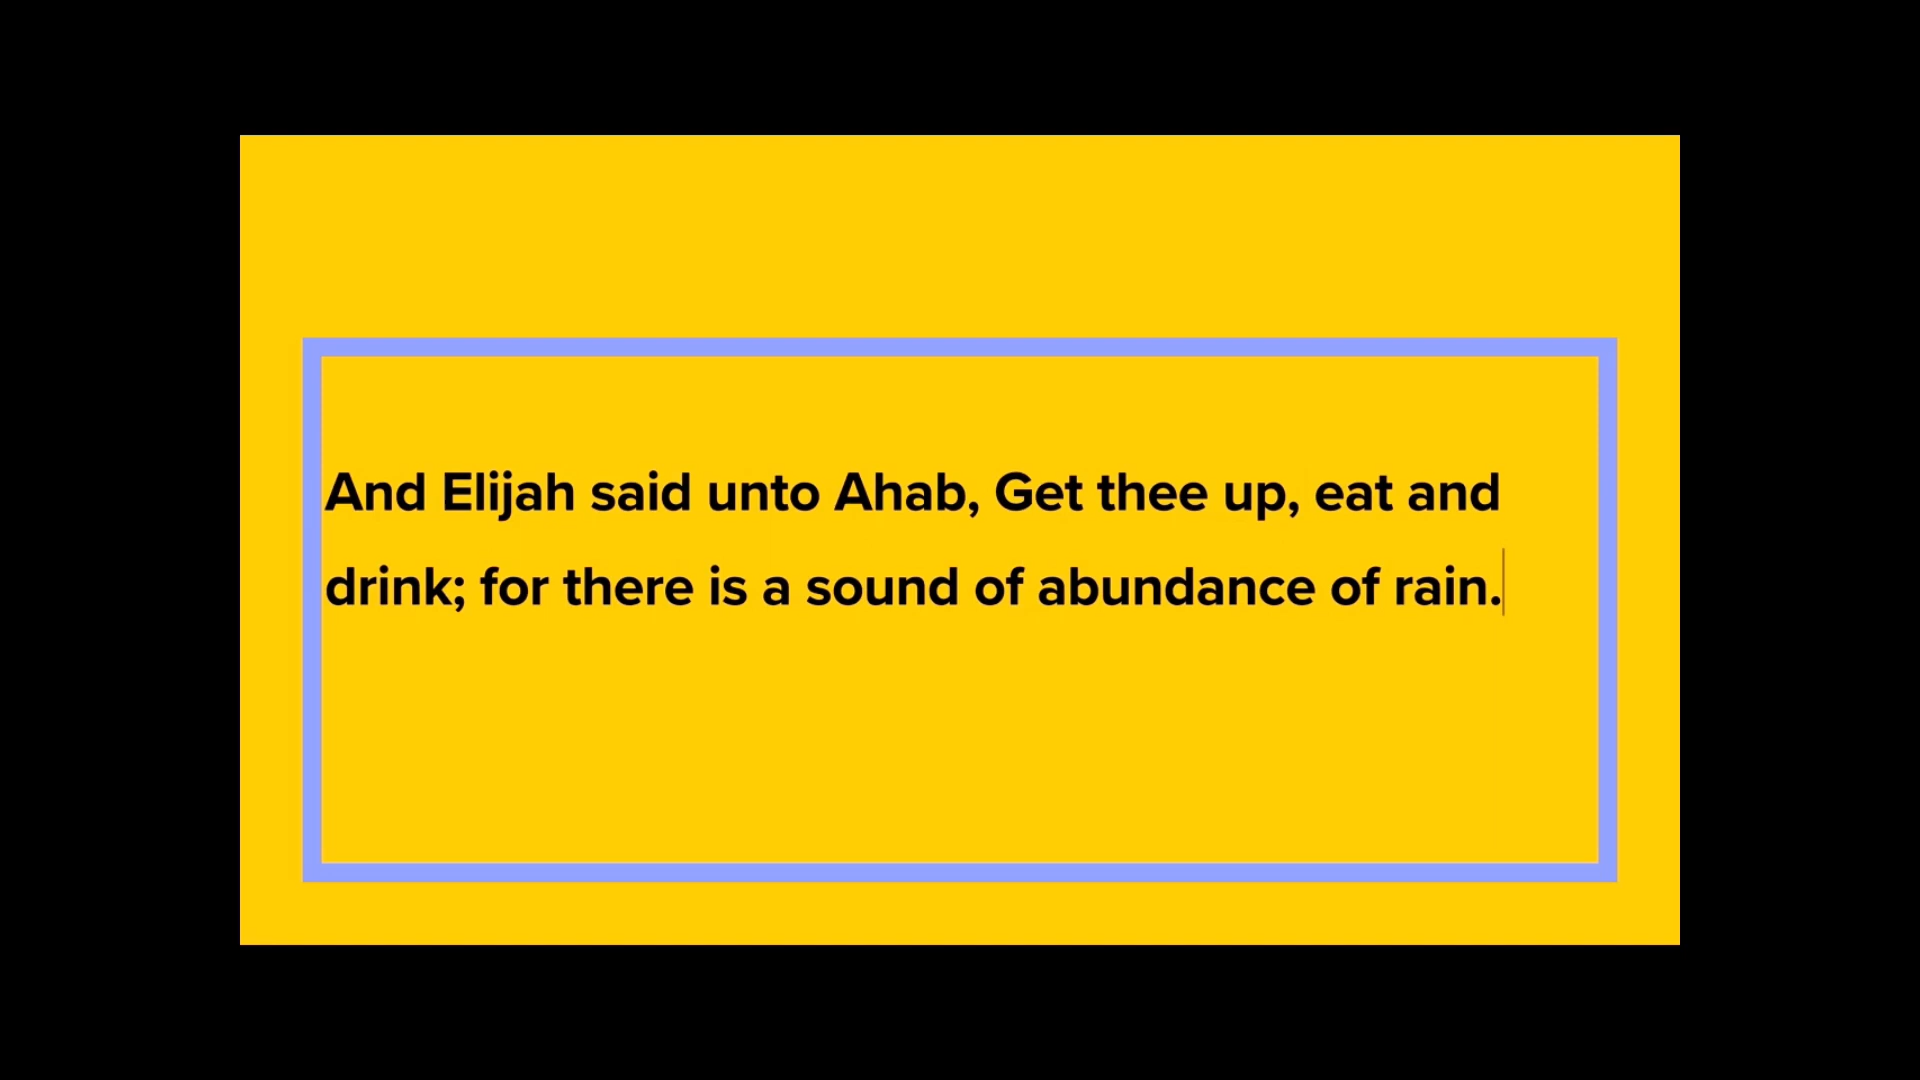 And Elijah said unto Ahab, Get thee up, eat and
drink; for there is a sound of abundance of rain.